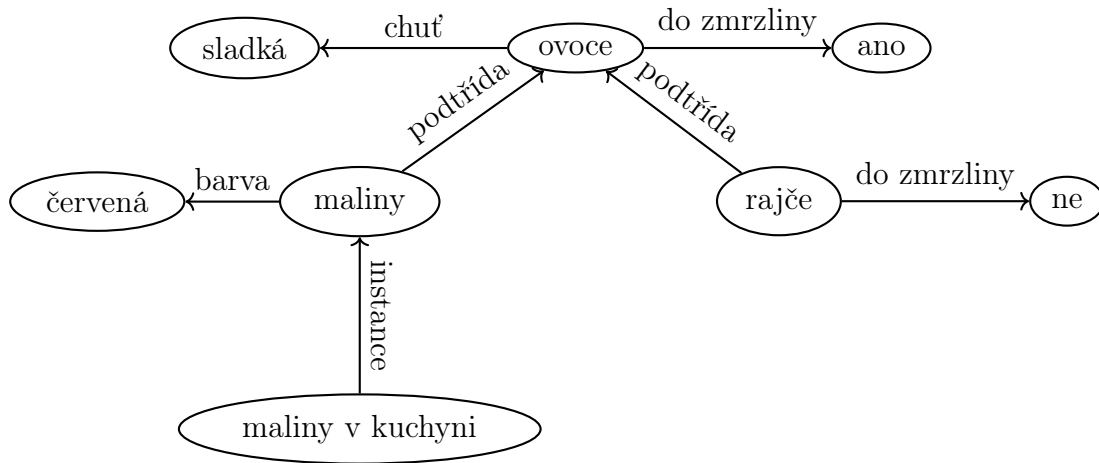 sladká
chuť
ovoce
do zmrzliny
ano
podtřída
podtřída
červená
barva
maliny
rajče
do zmrzliny
ne
instance
maliny v kuchyni